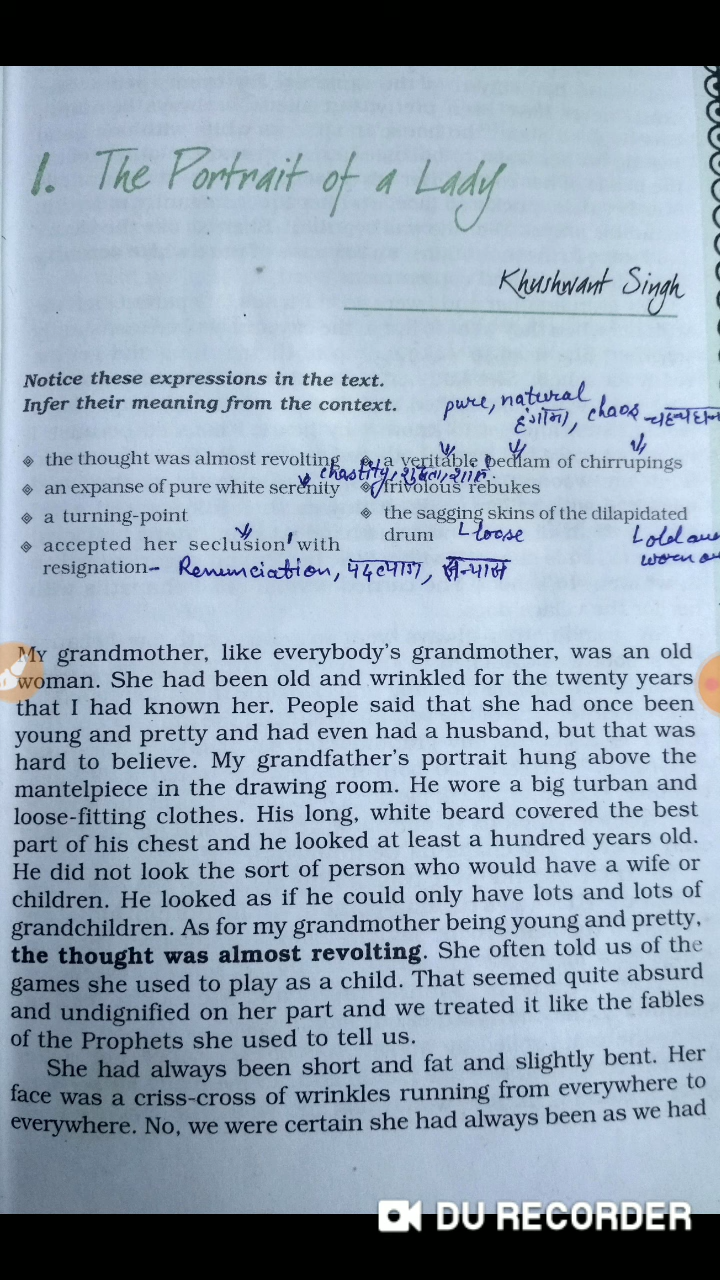 1. The Portrait of a Lady
Khushwant Singh
Notice these expressions in the text.
Infer their meaning from the context.
pure, natural
हंगामा, chaos चहचहान
◈ the thought was almost revolting
◈ an expanse of pure white serenity
◈ a turning-point
◈ accepted her seclusion with
resignation – Renunciation, पदत्याग, सन्यास
◈ a veritable bedlam of chirrupings
chastity, शुद्धता,
◈ frivolous rebukes
◈ the sagging skins of the dilapidated
drum loose
old and
worn ou
My grandmother, like everybody's grandmother, was an old
woman. She had been old and wrinkled for the twenty years
that I had known her. People said that she had once been
young and pretty and had even had a husband, but that was
hard to believe. My grandfather's portrait hung above the
mantelpiece in the drawing room. He wore a big turban and
loose-fitting clothes. His long, white beard covered the best
part of his chest and he looked at least a hundred years old.
He did not look the sort of person who would have a wife or
children. He looked as if he could only have lots and lots of
grandchildren. As for my grandmother being young and pretty,
the thought was almost revolting. She often told us of the
games she used to play as a child. That seemed quite absurd
and undignified on her part and we treated it like the fables
of the Prophets she used to tell us.
She had always been short and fat and slightly bent. Her
face was a criss-cross of wrinkles running from everywhere to
everywhere. No, we were certain she had always been as we had
DU RECORDER